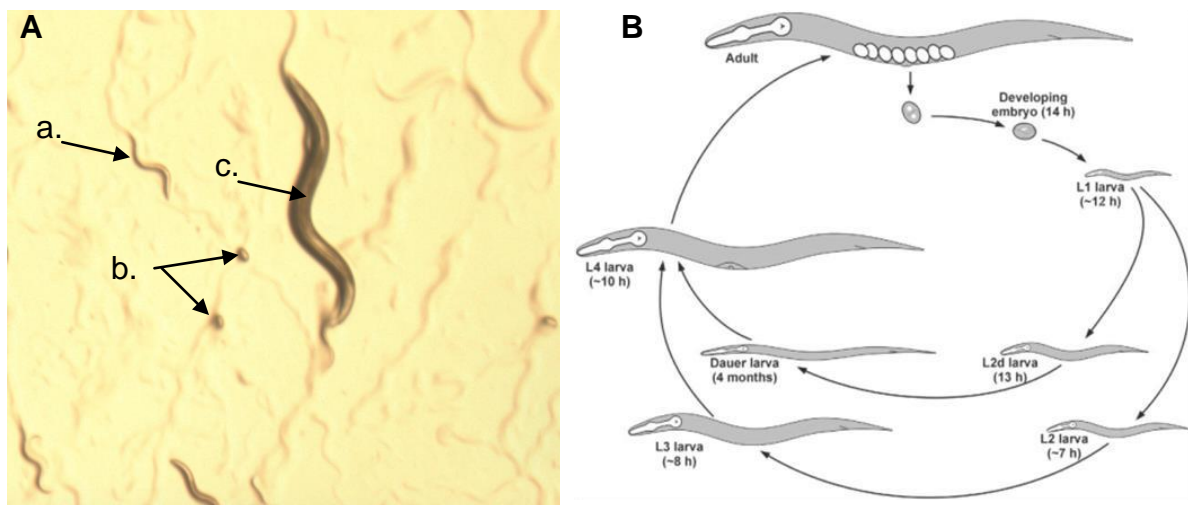 A
a.
b.
c.
B
Adult
Developing
embryo (14 h)
L1 larva
(~12 h)
L4 larva
(~10 h)
Dauer larva
(4 months)
L2d larva
(13 h)
L3 larva
(~8 h)
L2 larva
(~7 h)